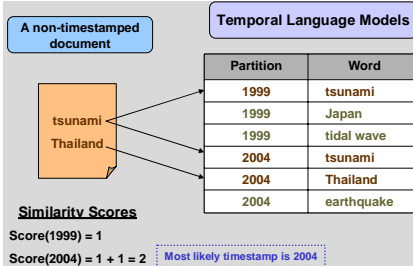 A non-timestamped
document
Temporal Language Models
tsunami
Thailand
Partition Word
1999 tsunami
1999 Japan
1999 tidal wave
2004 tsunami
2004 Thailand
2004 earthquake
Similarity Scores
Score(1999) = 1
Score(2004) = 1 + 1 = 2
Most likely timestamp is 2004